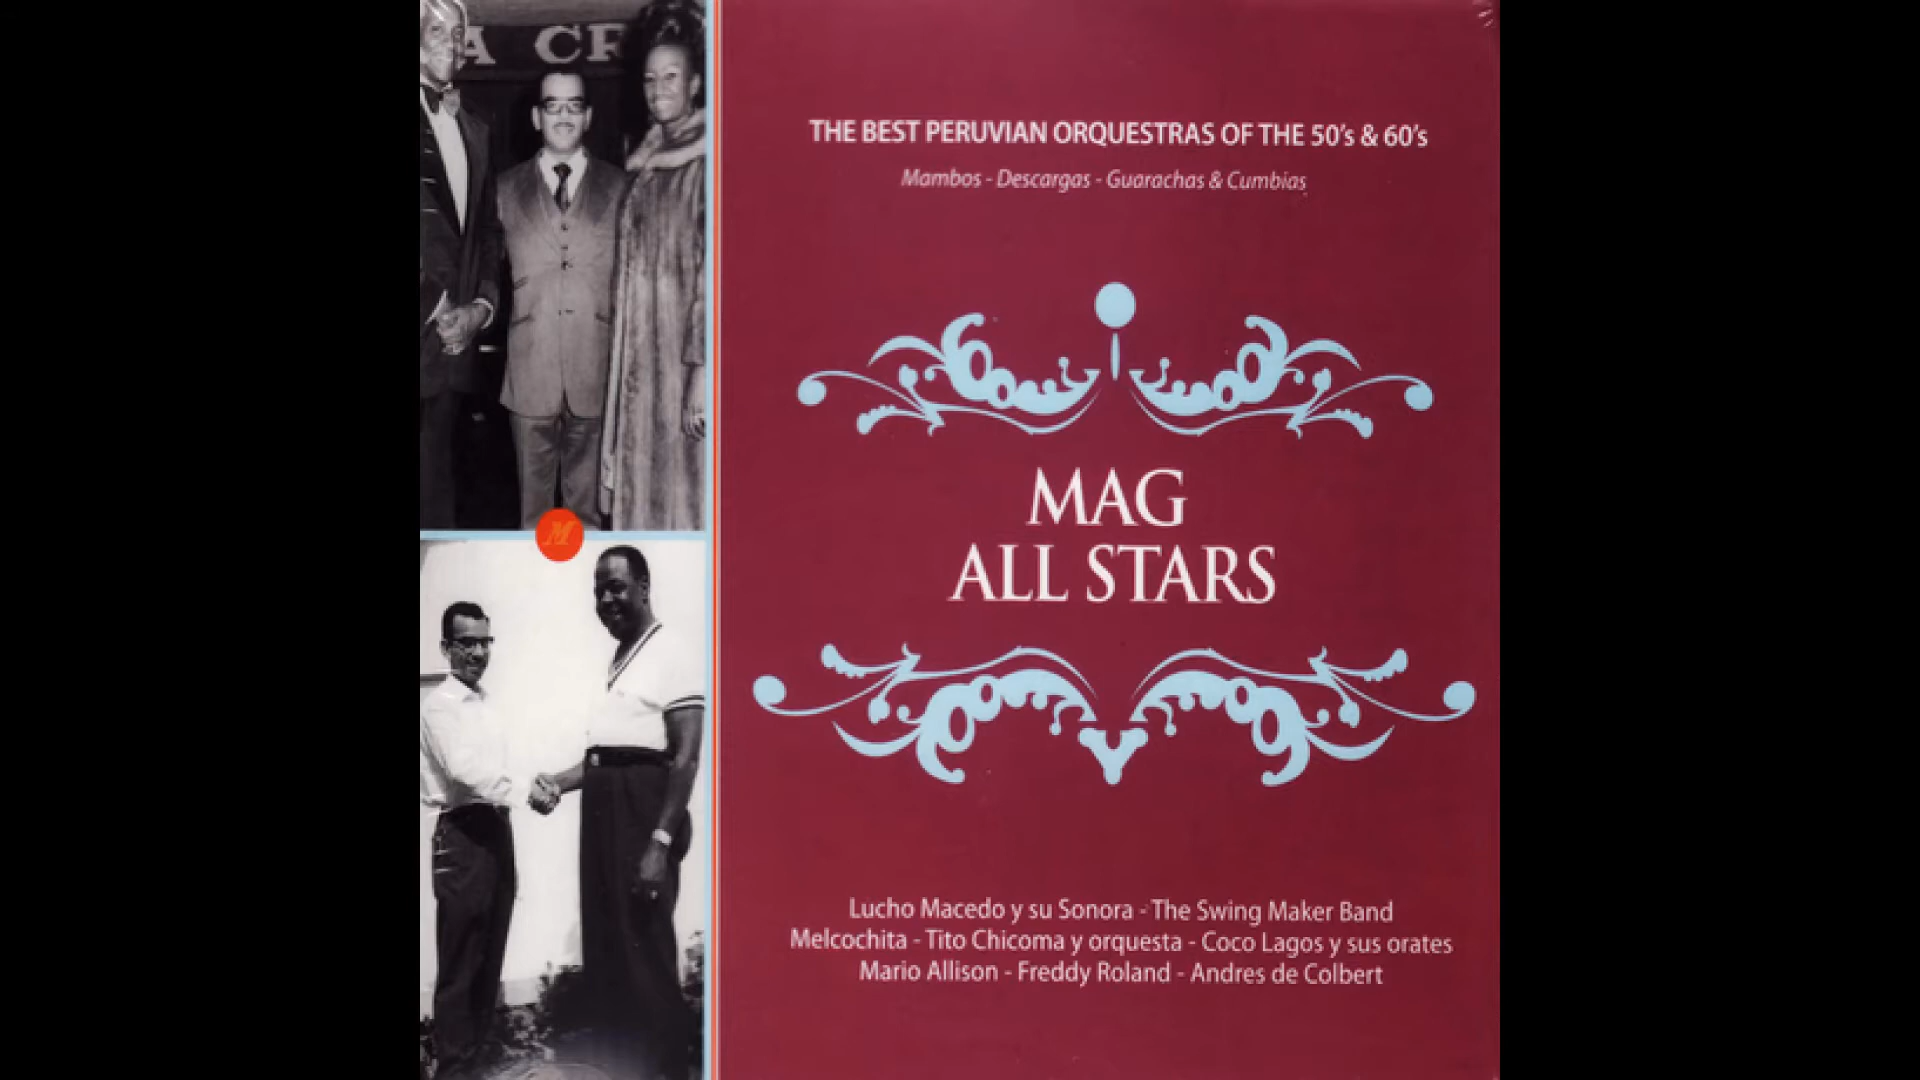 A CR
THE BEST PERUVIAN ORQUESTRAS OF THE 50's & 60's
Mambos - Descargas - Guarachas & Cumbias
M
MAG
ALL STARS
Lucho Macedo y su Sonora - The Swing Maker Band
Melcochita - Tito Chicoma y orquesta - Coco Lagos y sus orates
Mario Allison - Freddy Roland - Andres de Colbert